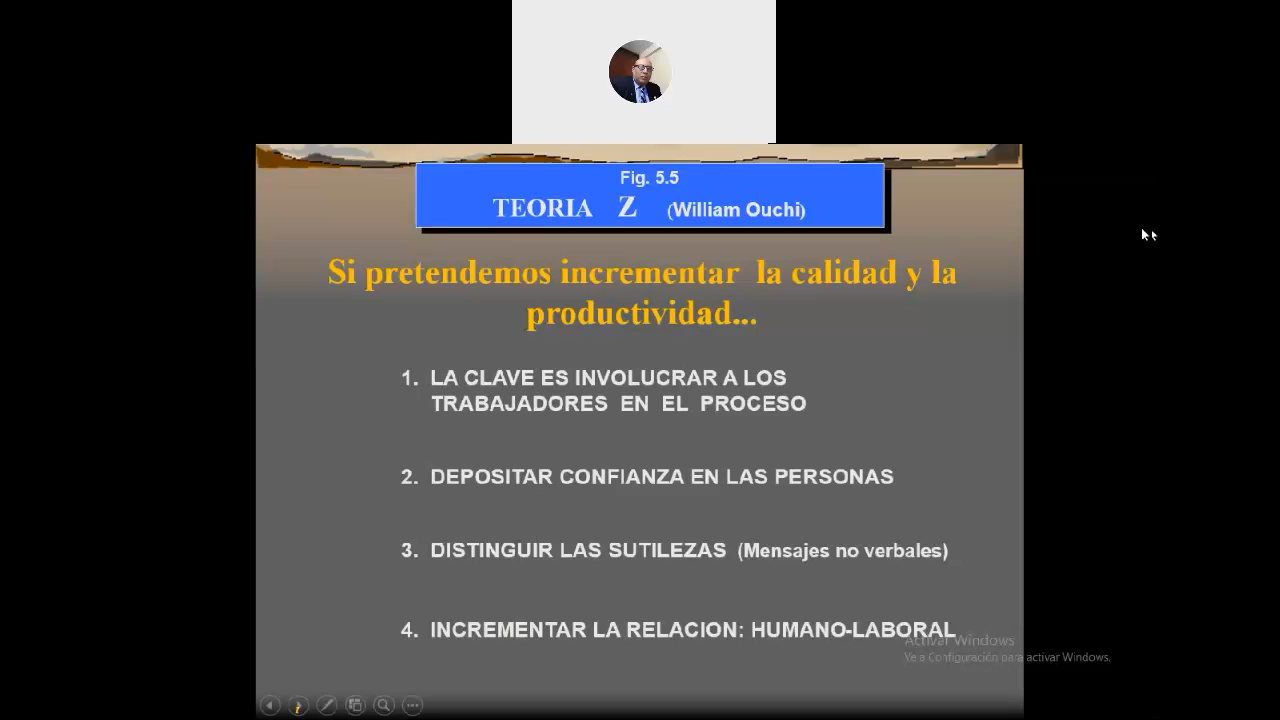 Fig. 5.5
TEORIA Z (William Ouchi)
Si pretendemos incrementar la calidad y la
productividad...
1. LA CLAVE ES INVOLUCRAR A LOS
TRABAJADORES EN EL PROCESO
2. DEPOSITAR CONFIANZA EN LAS PERSONAS
3. DISTINGUIR LAS SUTILEZAS (Mensajes no verbales)
4. INCREMENTAR LA RELACION: HUMANO-LABORAL
Activar Windows
Ve a Configuración para activar Windows.